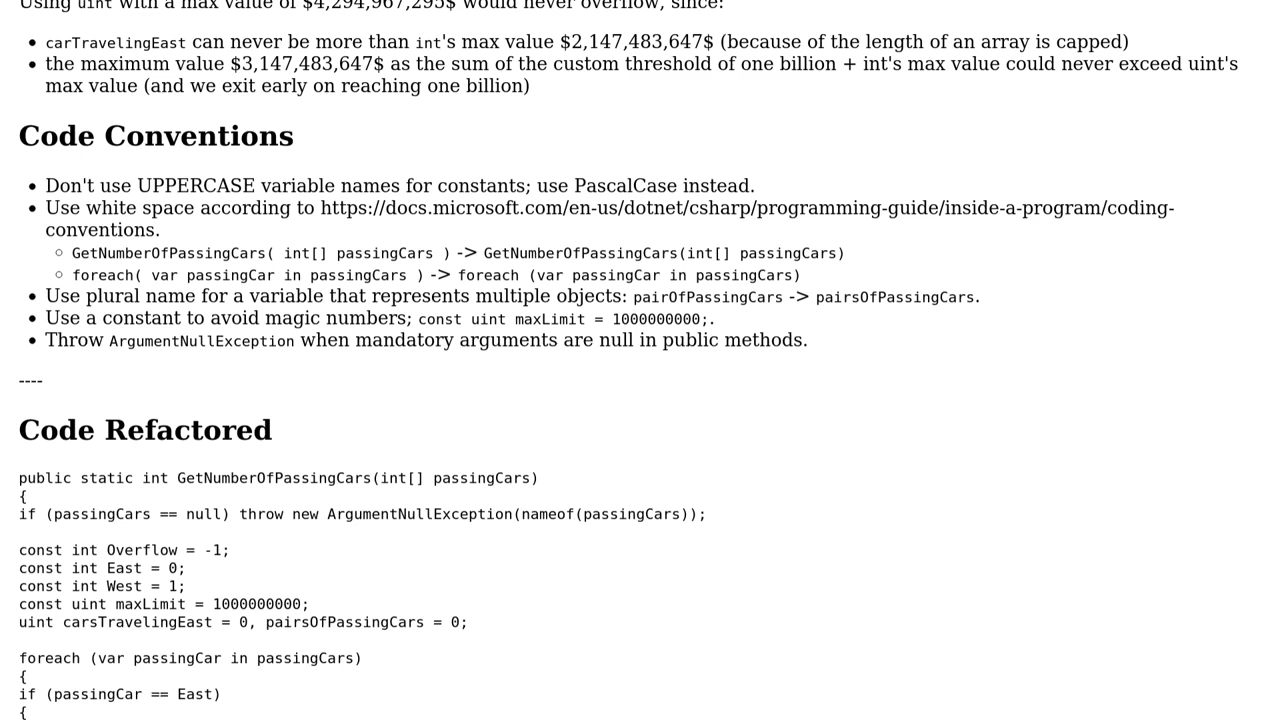 Using uint with a max value of $4,294,967,295$ would never overflow, since:
• carTravelingEast can never be more than int's max value $2,147,483,647$ (because of the length of an array is capped)
• the maximum value $3,147,483,647$ as the sum of the custom threshold of one billion + int's max value could never exceed uint's
max value (and we exit early on reaching one billion)
Code Conventions
• Don't use UPPERCASE variable names for constants; use PascalCase instead.
• Use white space according to https://docs.microsoft.com/en-us/dotnet/csharp/programming-guide/inside-a-program/coding-
conventions.
◦ GetNumberOfPassingCars( int[] passingCars ) -> GetNumberOfPassingCars(int[] passingCars)
◦ foreach( var passingCar in passingCars ) -> foreach (var passingCar in passingCars)
• Use plural name for a variable that represents multiple objects: pairOfPassingCars -> pairsOfPassingCars.
• Use a constant to avoid magic numbers; const uint maxLimit = 1000000000;.
• Throw ArgumentNullException when mandatory arguments are null in public methods.
----
Code Refactored
public static int GetNumberOfPassingCars(int[] passingCars)
{
if (passingCars == null) throw new ArgumentNullException(nameof(passingCars));
const int Overflow = -1;
const int East = 0;
const int West = 1;
const uint maxLimit = 1000000000;
uint carsTravelingEast = 0, pairsOfPassingCars = 0;
foreach (var passingCar in passingCars)
{
if (passingCar == East)
{